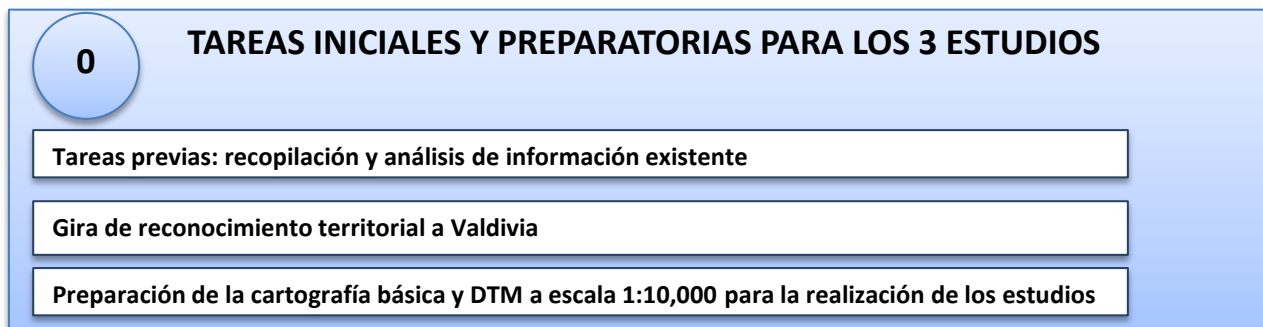 0
TAREAS INICIALES Y PREPARATORIAS PARA LOS 3 ESTUDIOS
Tareas previas: recopilación y análisis de información existente
Gira de reconocimiento territorial a Valdivia
Preparación de la cartografía básica y DTM a escala 1:10,000 para la realización de los estudios